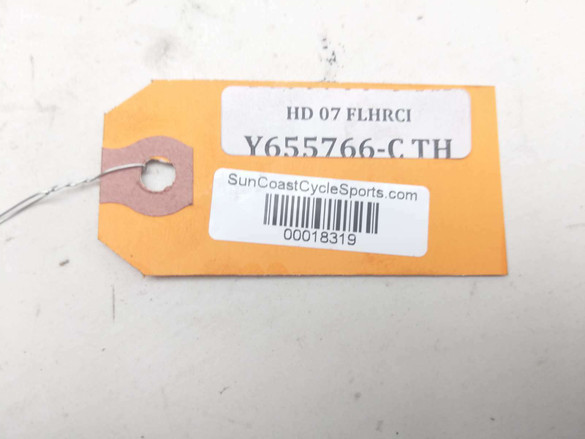 HD 07 FLHRCI
Y655766-C TH
SunCoastCycleSports.com
00018319